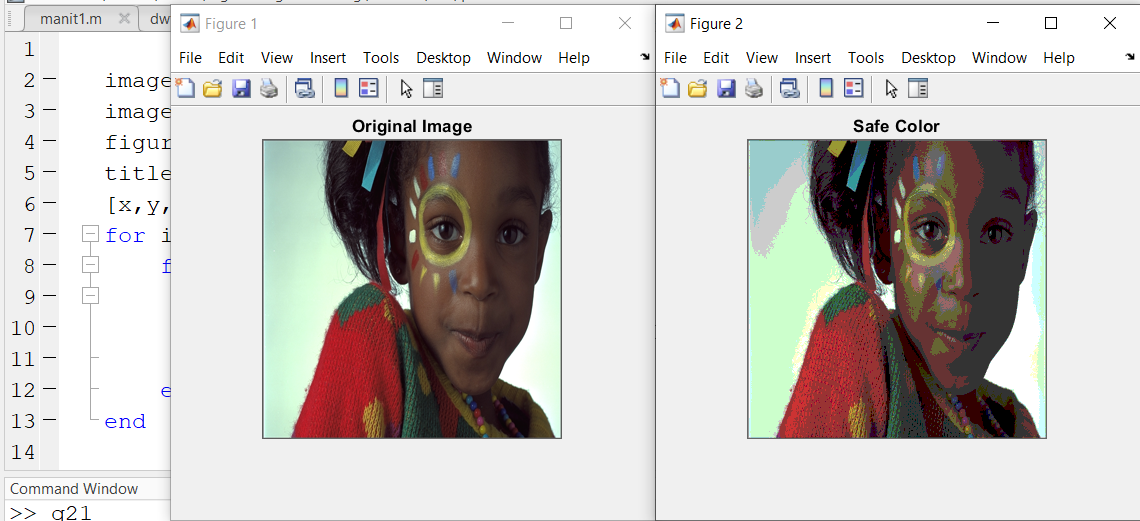 manit1.m
dw
1
2 image
3 image
4 figur
5 title
6 [x,y,
7 for i
8 f
9
10
11
12 e
13 end
14
Command Window
>> q21
Figure 1
File Edit View Insert Tools Desktop Window Help
Original Image
Figure 2
File Edit View Insert Tools Desktop Window Help
Safe Color